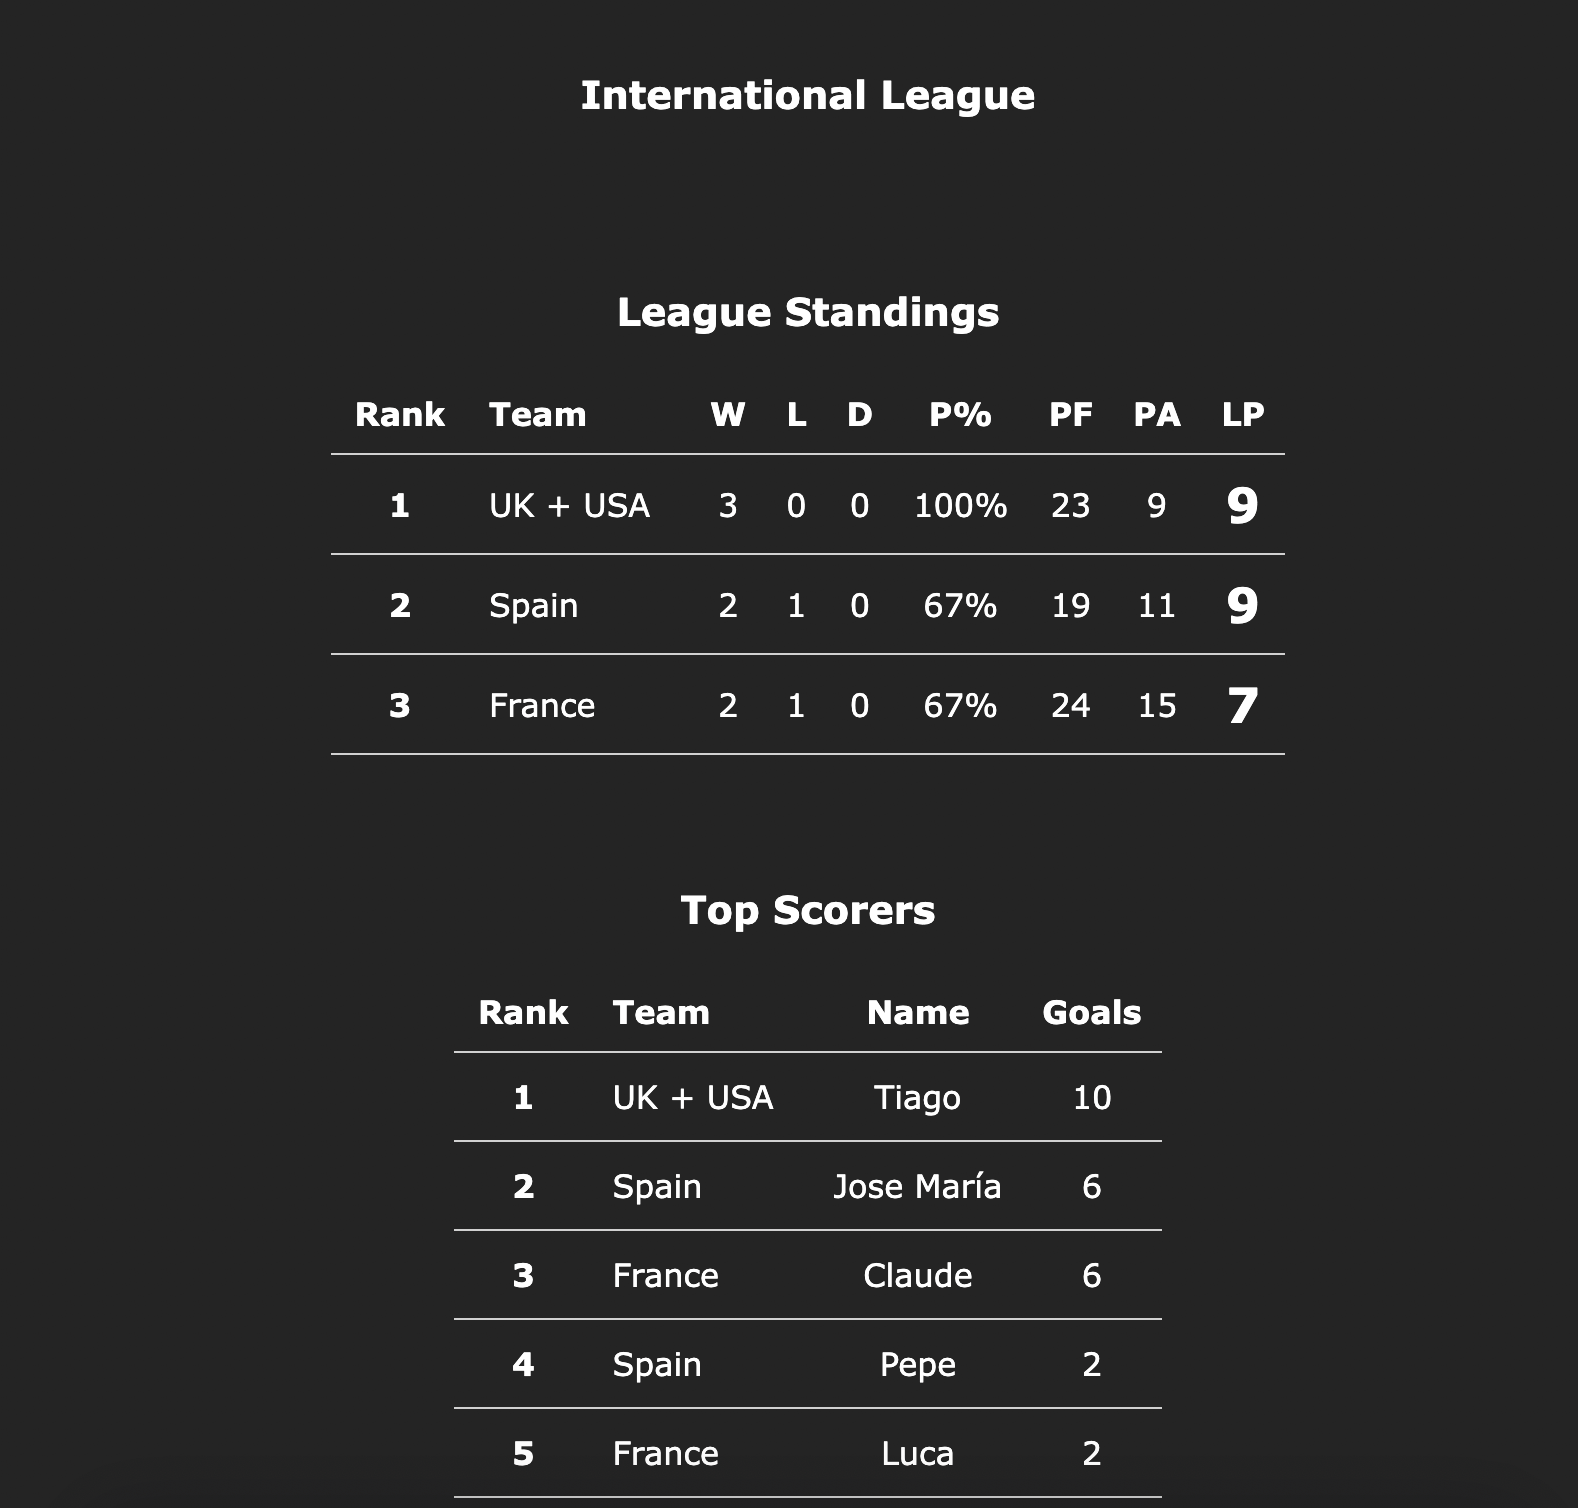 International League
League Standings
Rank Team W L D P% PF PA LP
1 UK + USA 3 0 0 100% 23 9 9
2 Spain 2 1 0 67% 19 11 9
3 France 2 1 0 67% 24 15 7
Top Scorers
Rank Team Name Goals
1 UK + USA Tiago 10
2 Spain Jose María 6
3 France Claude 6
4 Spain Pepe 2
5 France Luca 2